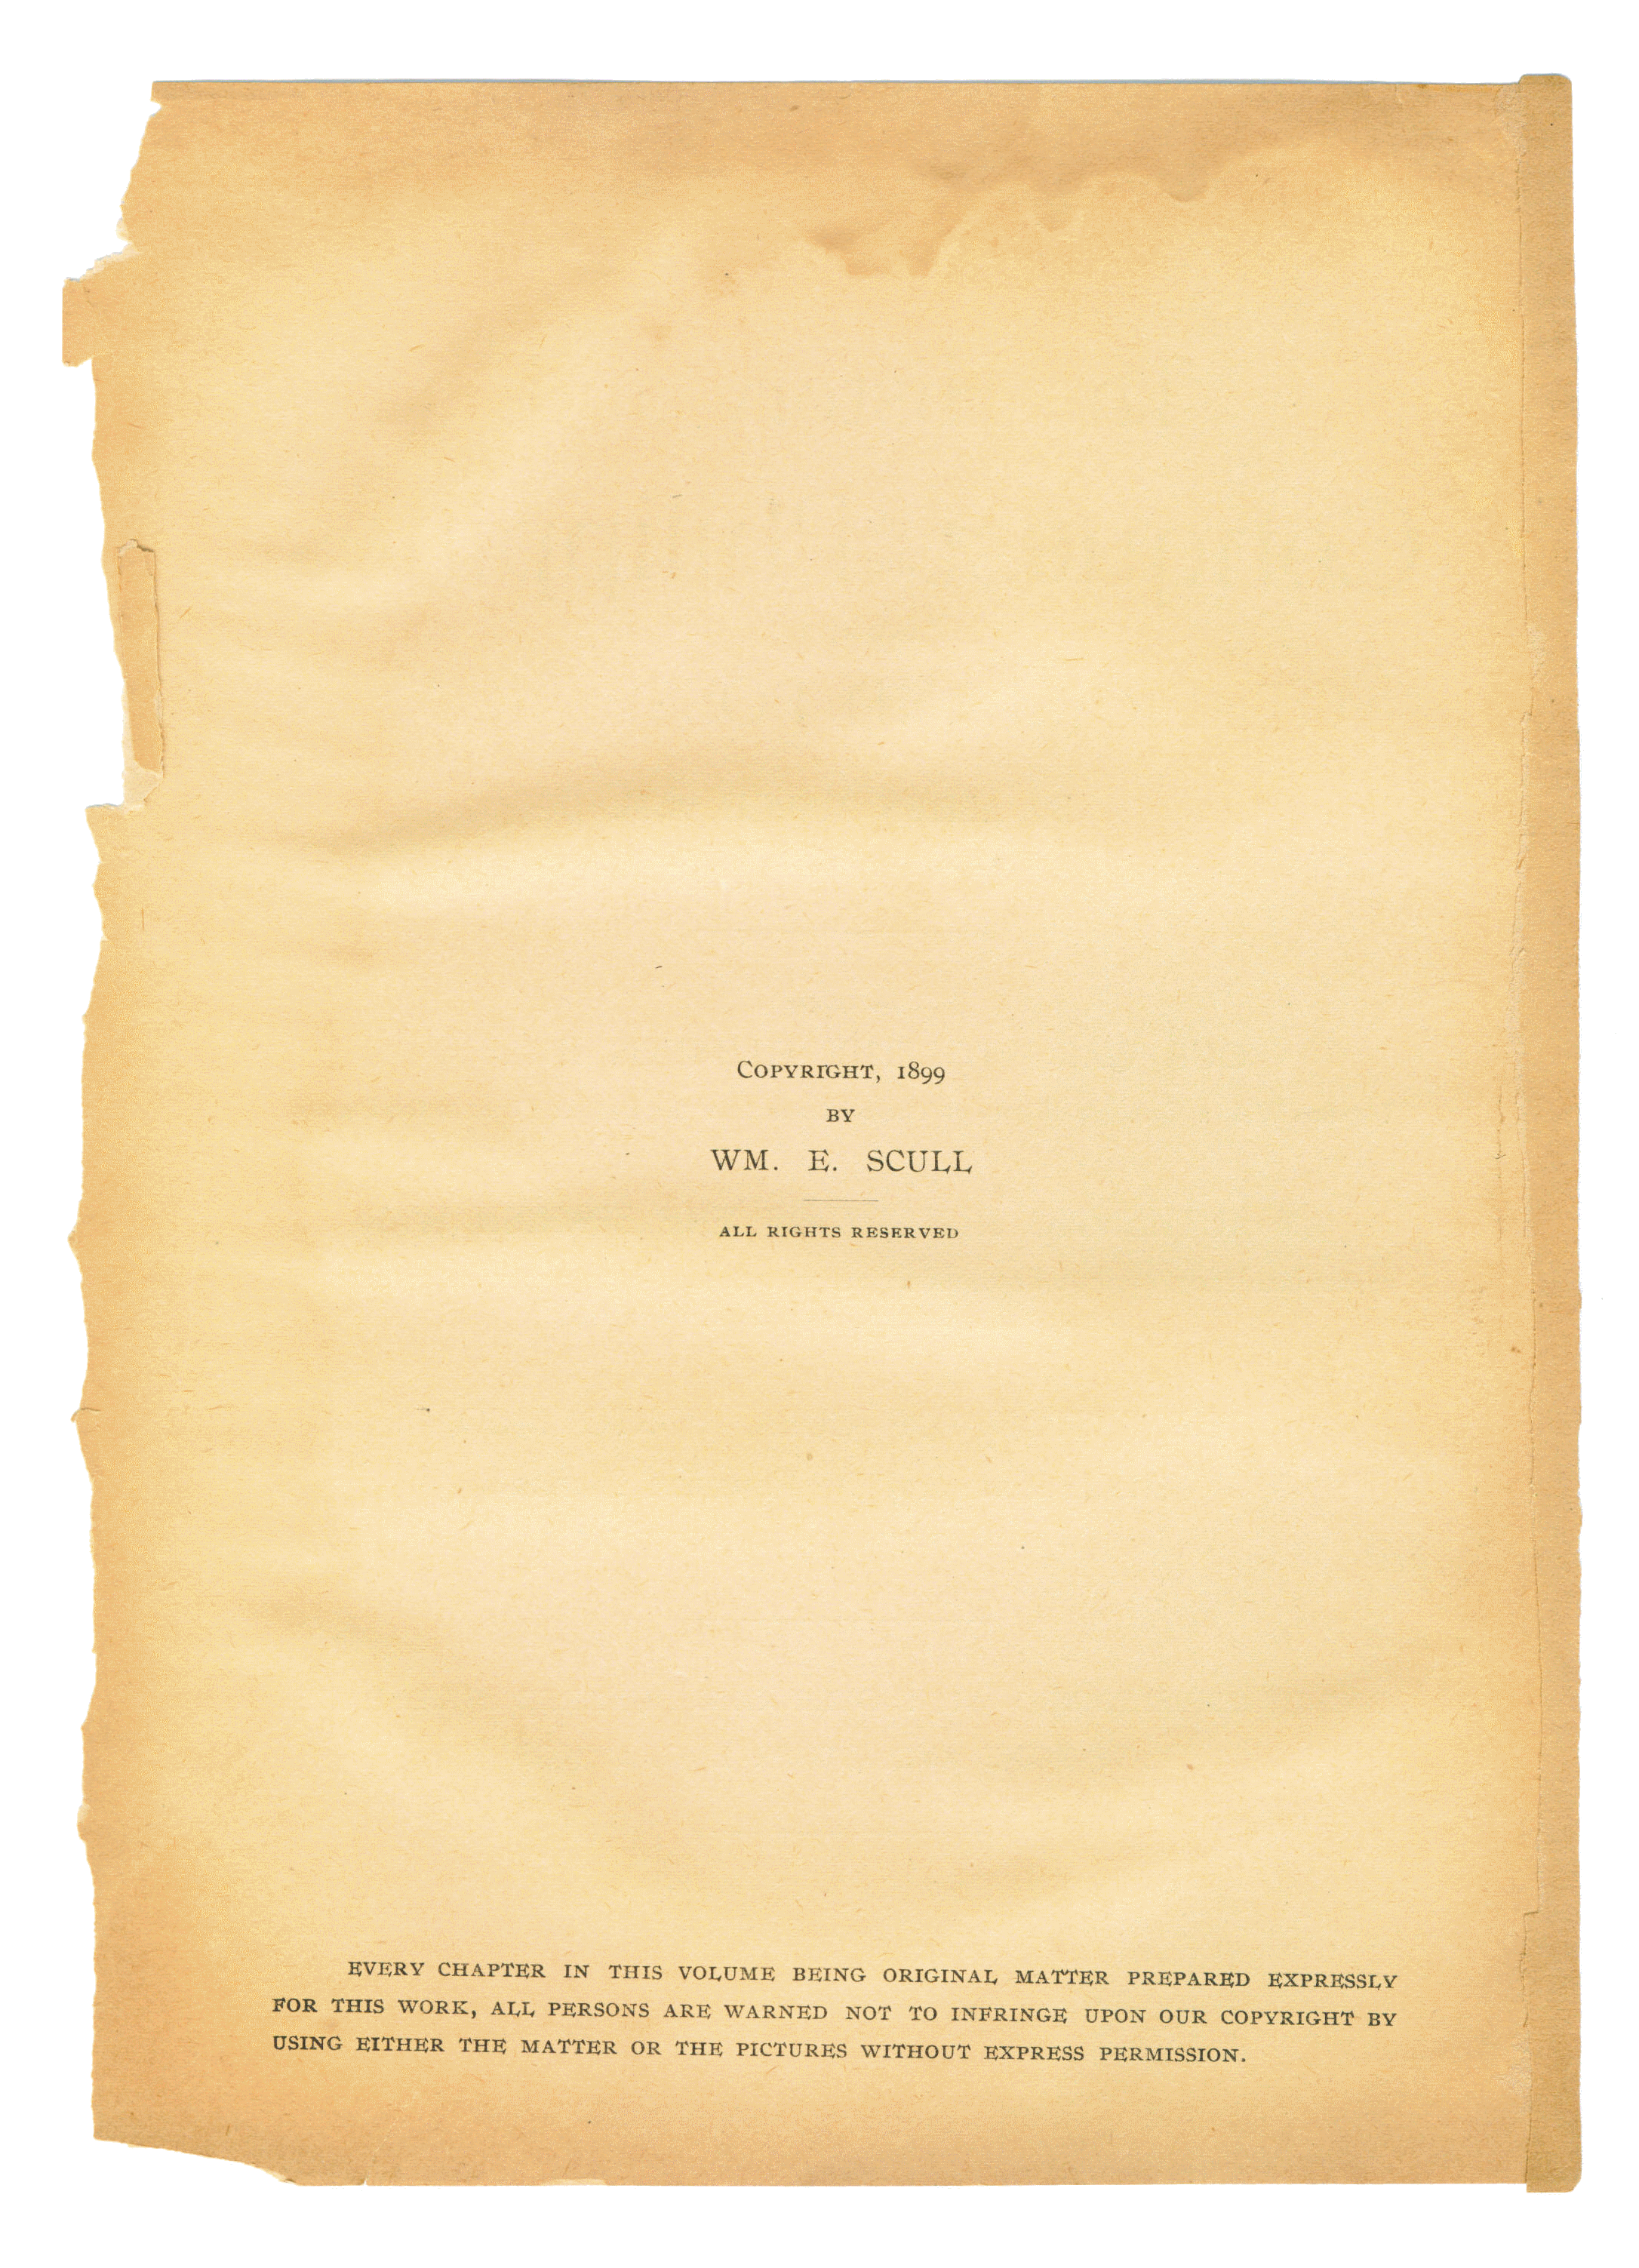 COPYRIGHT, 1899
BY
WM. E. SCULL
ALL RIGHTS RESERVED
EVERY CHAPTER IN THIS VOLUME BEING ORIGINAL MATTER PREPARED EXPRESSLY
FOR THIS WORK, ALL PERSONS ARE WARNED NOT TO INFRINGE UPON OUR COPYRIGHT BY
USING EITHER THE MATTER OR THE PICTURES WITHOUT EXPRESS PERMISSION.